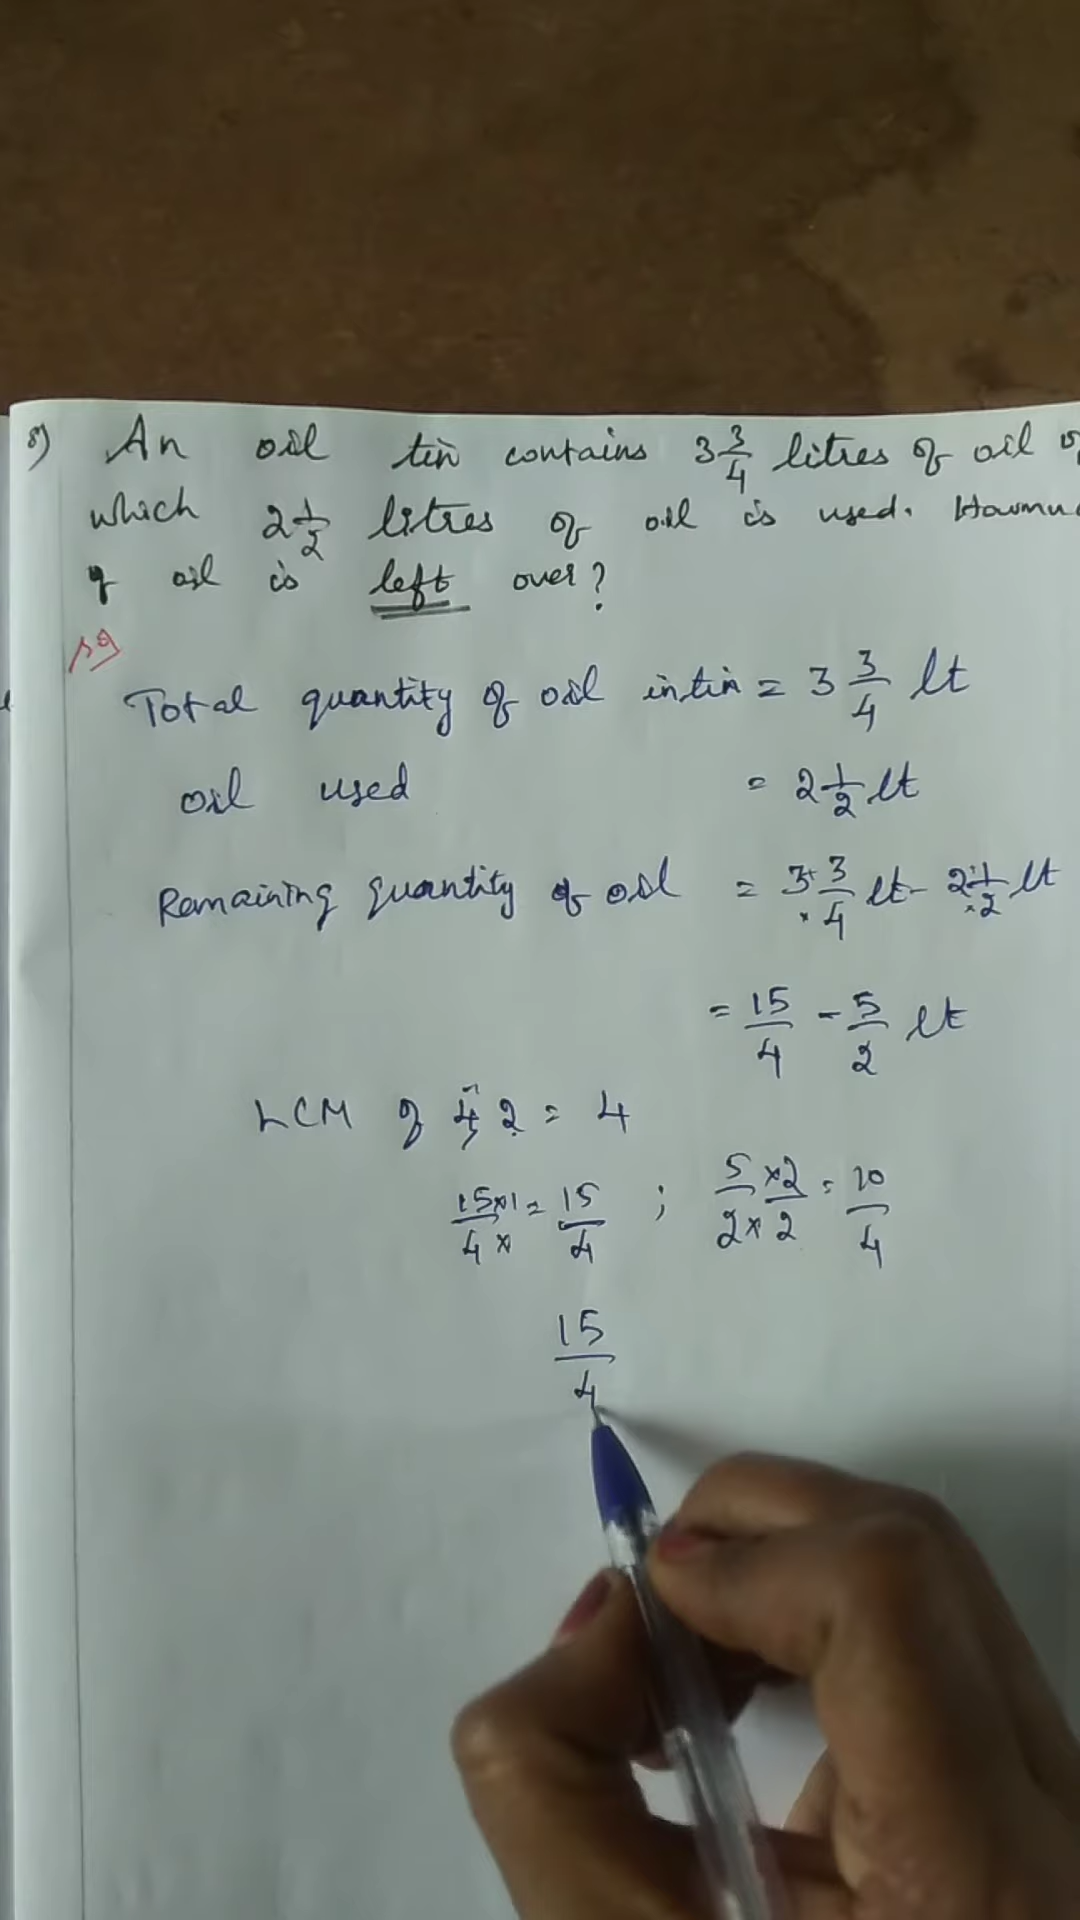 8) An oil tin contains 3 3/4 litres of oil of
which 2 1/2 litres of oil is used. Howmu
of oil is left over?
Total quantity of oil in tin = 3 3/4 lt
oil used = 2 1/2 lt
Remaining quantity of oil = 3 3/4 lt - 2 1/2 lt
= 15/4 - 5/2 lt
LCM of 4, 2 = 4
15×1/4× = 15/4 ; 5/2 × 2/2 = 10/4
15/4